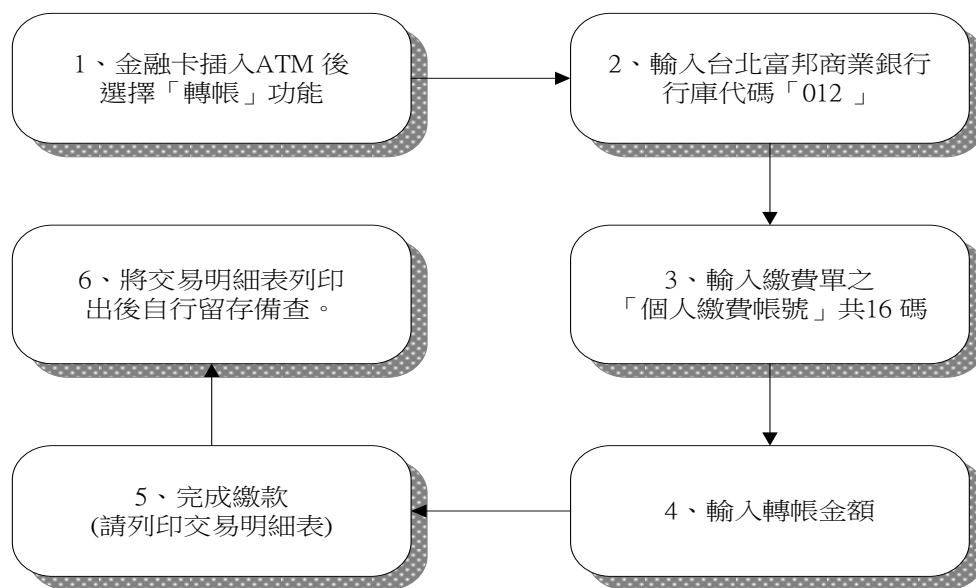 1、金融卡插入ATM 後
選擇「轉帳」功能
2、輸入台北富邦商業銀行
行庫代碼「012 」
3、輸入繳費單之
「個人繳費帳號」共16 碼
4、輸入轉帳金額
5、完成繳款
(請列印交易明細表)
6、將交易明細表列印
出後自行留存備查。